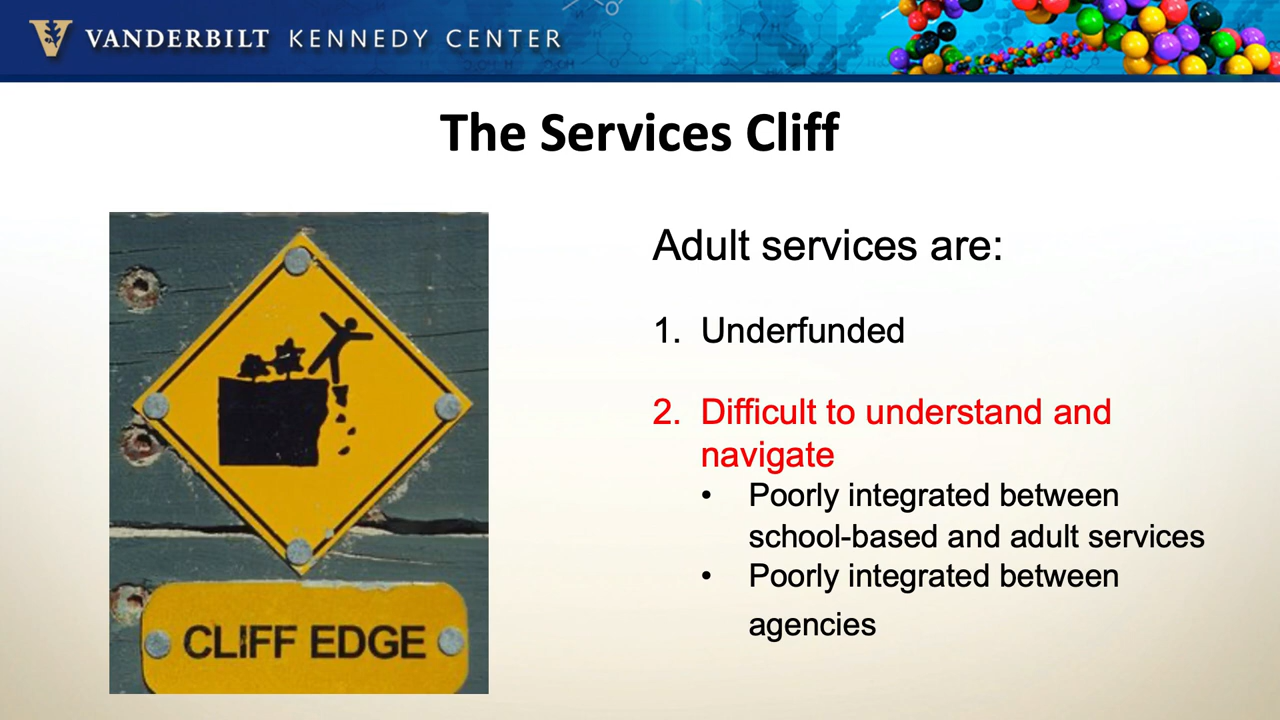 VANDERBILT KENNEDY CENTER
The Services Cliff
Adult services are:
1. Underfunded
2. Difficult to understand and
navigate
• Poorly integrated between
school-based and adult services
• Poorly integrated between
agencies
CLIFF EDGE